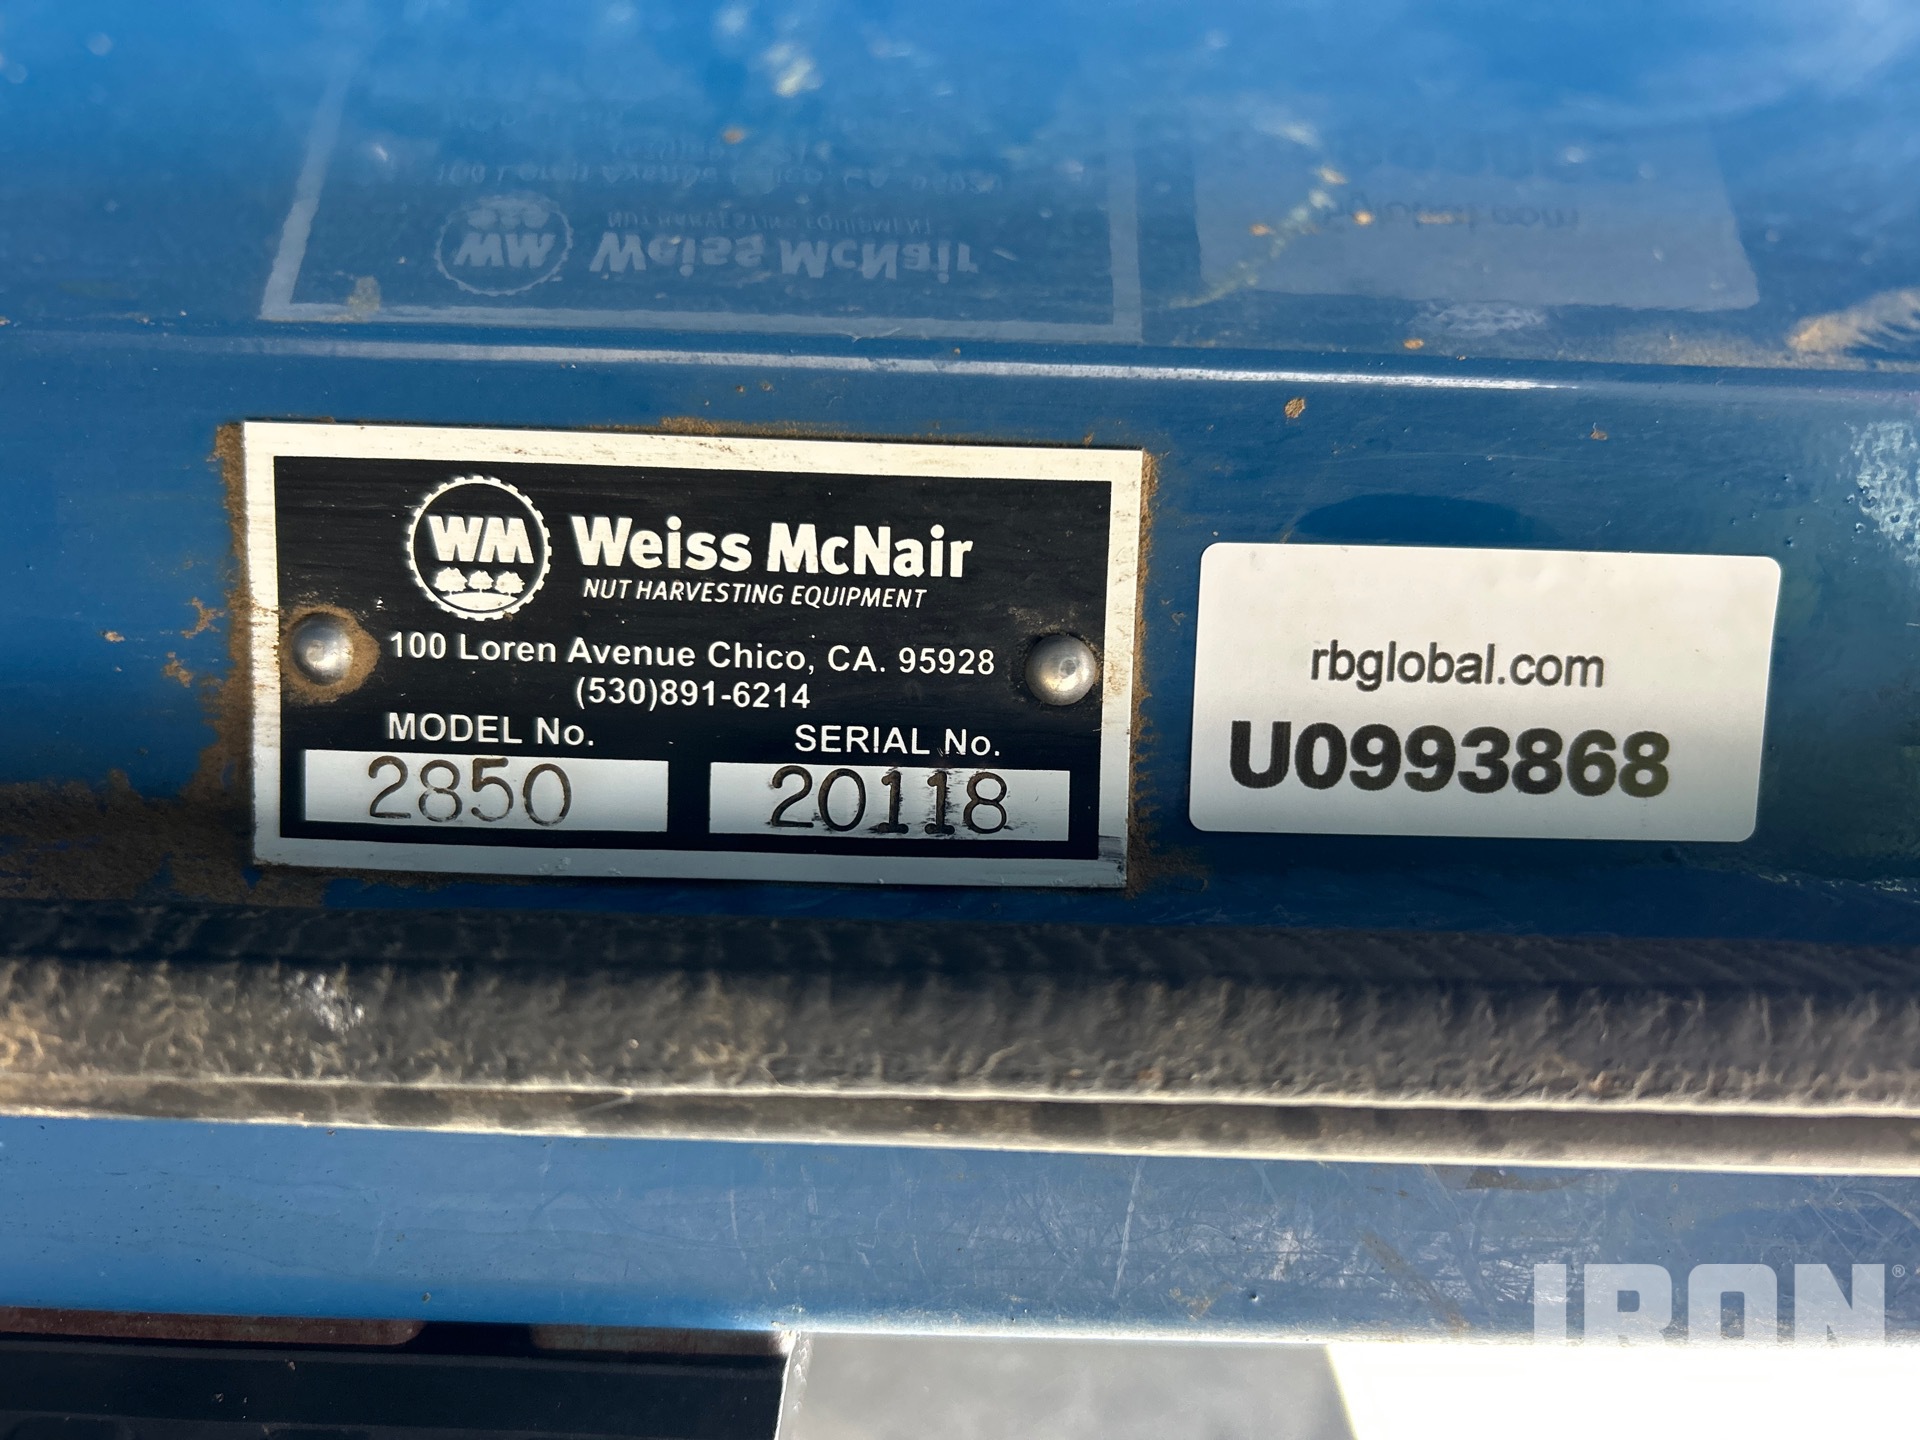 WM Weiss McNair
NUT HARVESTING EQUIPMENT
100 Loren Avenue Chico, CA. 95928
(530)891-6214
MODEL No. SERIAL No.
2850 20118
rbglobal.com
U0993868
IRON®